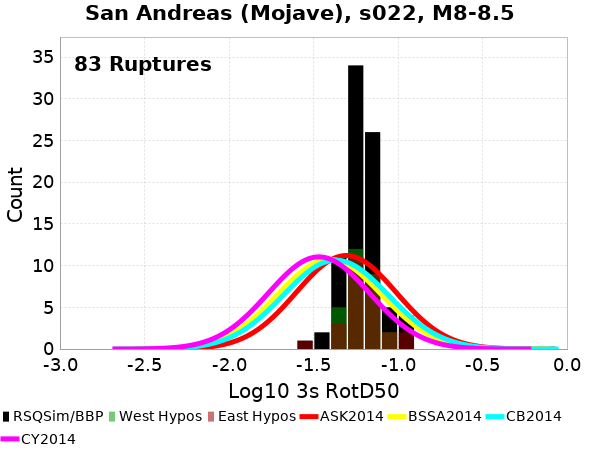 San Andreas (Mojave), s022, M8-8.5
83 Ruptures
Count
35
30
25
20
15
10
5
0
-3.0 -2.5 -2.0 -1.5 -1.0 -0.5 0.0
Log10 3s RotD50
RSQSim/BBP West Hypos East Hypos ASK2014 BSSA2014 CB2014
CY2014